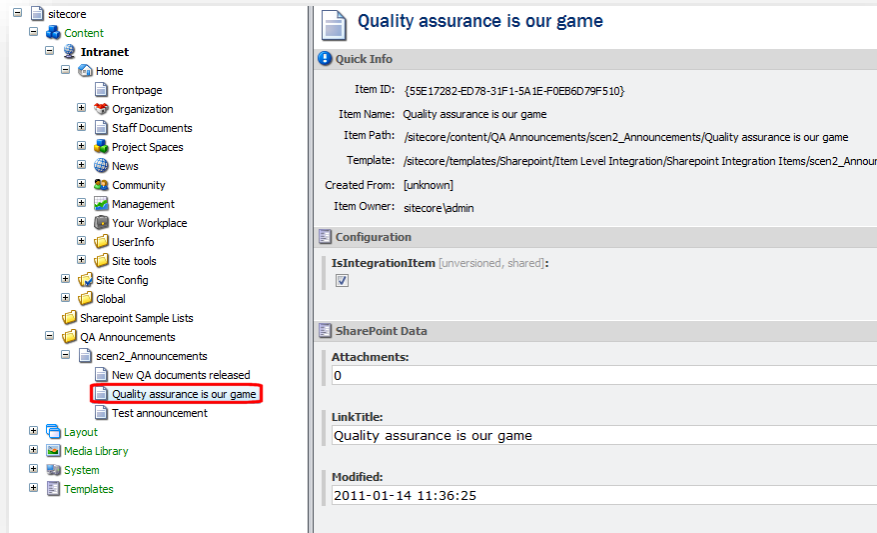 sitecore
Content
Intranet
Home
Frontpage
Organization
Staff Documents
Project Spaces
News
Community
Management
Your Workplace
UserInfo
Site tools
Site Config
Global
Sharepoint Sample Lists
QA Announcements
scen2_Announcements
New QA documents released
Quality assurance is our game
Test announcement
Layout
Media Library
System
Templates
Quality assurance is our game
Quick Info
Item ID: {55E17282-ED78-31F1-5A1E-F0EB6D79F510}
Item Name: Quality assurance is our game
Item Path: /sitecore/content/QA Announcements/scen2_Announcements/Quality assurance is our game
Template: /sitecore/templates/Sharepoint/Item Level Integration/Sharepoint Integration Items/scen2_Announ
Created From: [unknown]
Item Owner: sitecore\admin
Configuration
IsIntegrationItem [unversioned, shared]:
SharePoint Data
Attachments:
0
LinkTitle:
Quality assurance is our game
Modified:
2011-01-14 11:36:25